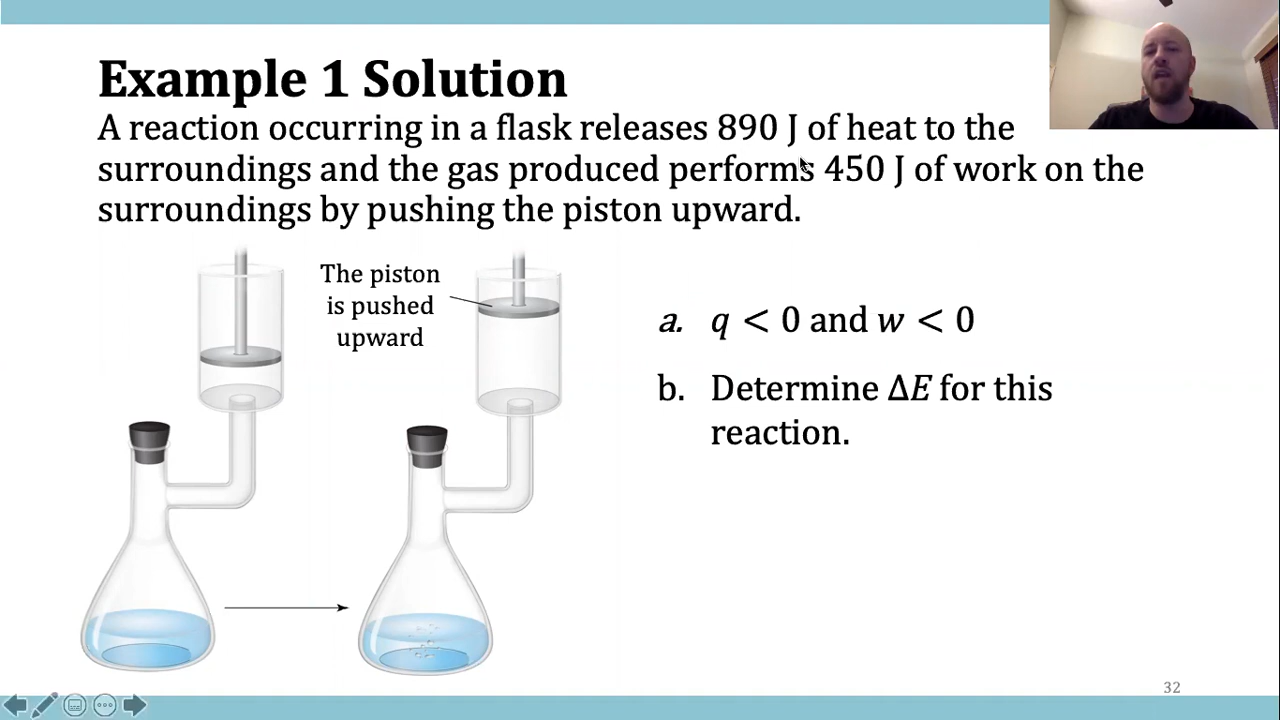 Example 1 Solution
A reaction occurring in a flask releases 890 J of heat to the
surroundings and the gas produced performs 450 J of work on the
surroundings by pushing the piston upward.
The piston
is pushed
upward
a. q < 0 and w < 0
b. Determine ΔE for this
reaction.
32